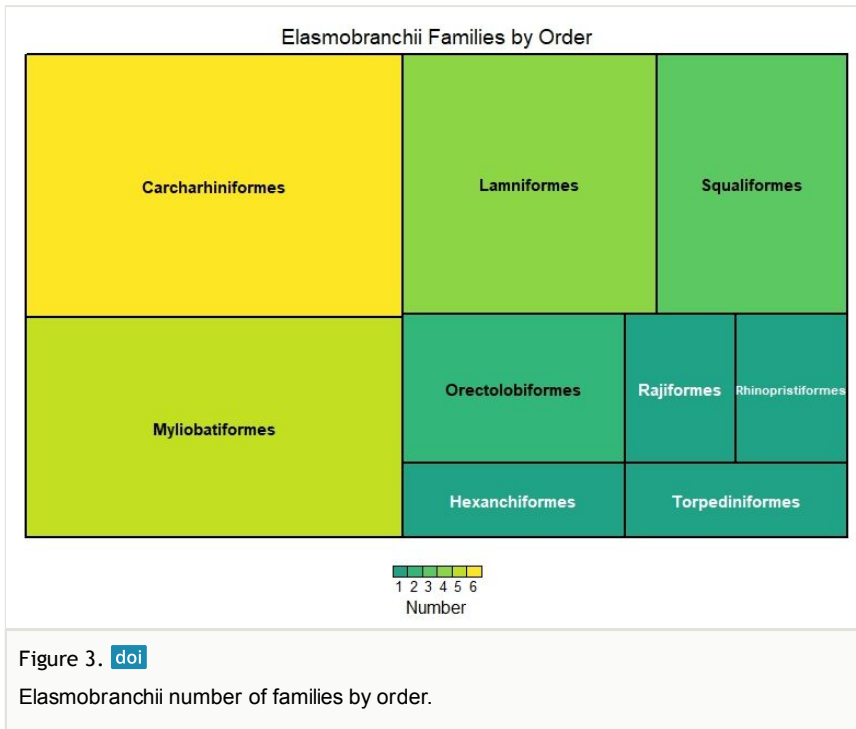 Elasmobranchii Families by Order
Carcharhiniformes
Lamniformes
Squaliformes
Myliobatiformes
Orectolobiformes
Rajiformes
Rhinopristiformes
Hexanchiformes
Torpediniformes
1 2 3 4 5 6
Number
Figure 3. doi
Elasmobranchii number of families by order.